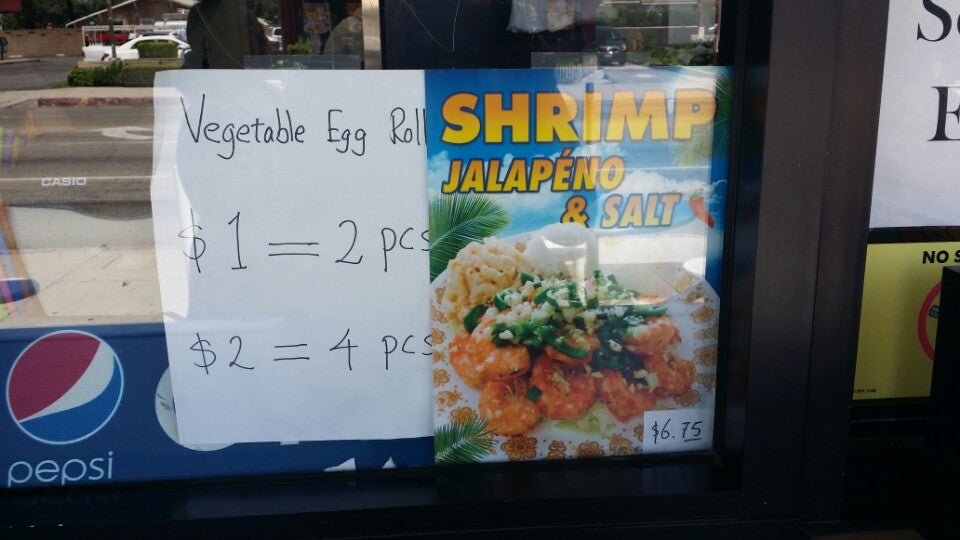 Vegetable Egg Roll
$1 = 2 pcs
$2 = 4 pcs
SHRIMP
JALAPÉNO
& SALT
$6.75
pepsi
CASIO
NO S